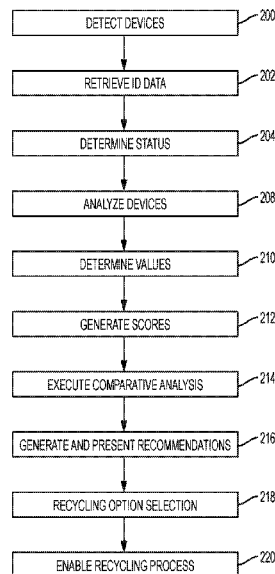 DETECT DEVICES 200
RETRIEVE ID DATA 202
DETERMINE STATUS 204
ANALYZE DEVICES 208
DETERMINE VALUES 210
GENERATE SCORES 212
EXECUTE COMPARATIVE ANALYSIS 214
GENERATE AND PRESENT RECOMMENDATIONS 216
RECYCLING OPTION SELECTION 218
ENABLE RECYCLING PROCESS 220